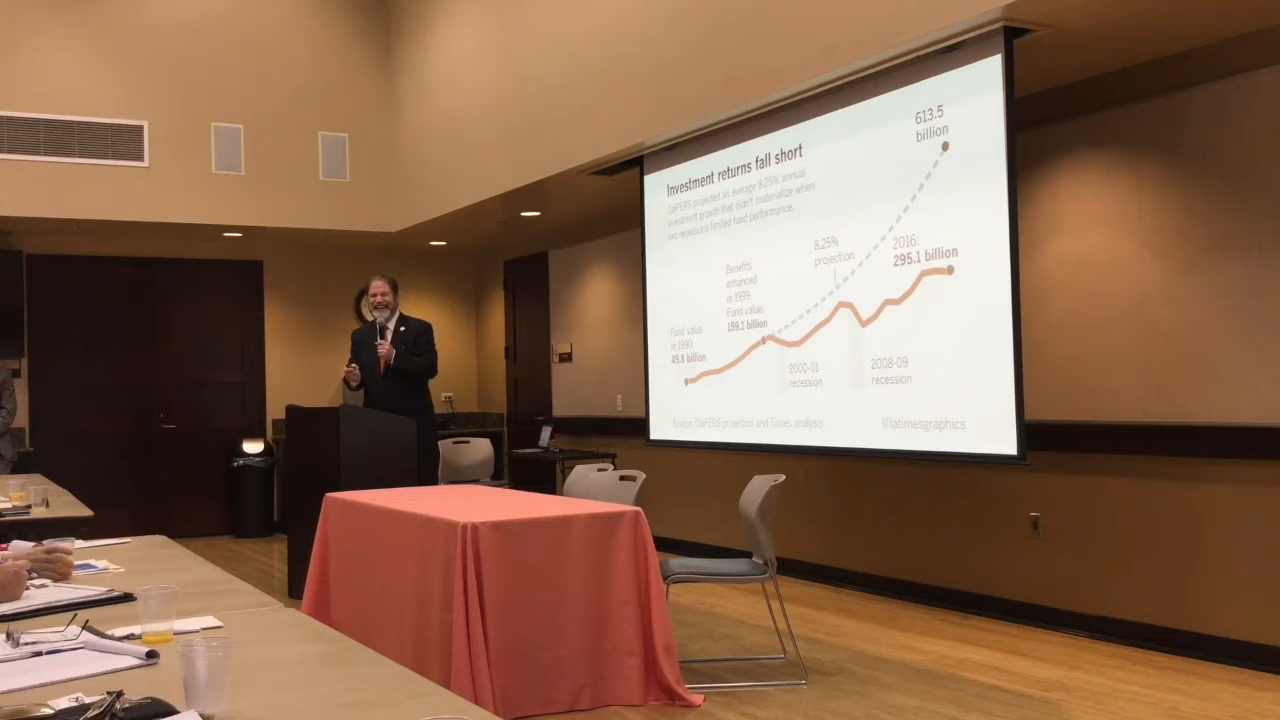 613.5
billion
Investment returns fall short
CalPERS projected an average 8.25% annual
investment growth that didn't materialize when
two recessions limited fund performance.
8.25%
projection
2016:
295.1 billion
Benefits
enhanced
in 1999:
Fund value:
159.1 billion
Fund value
in 1990:
49.8 billion
2000-01
recession
2008-09
recession
Source: CalPERS projection and Times analysis
@latimesgraphics